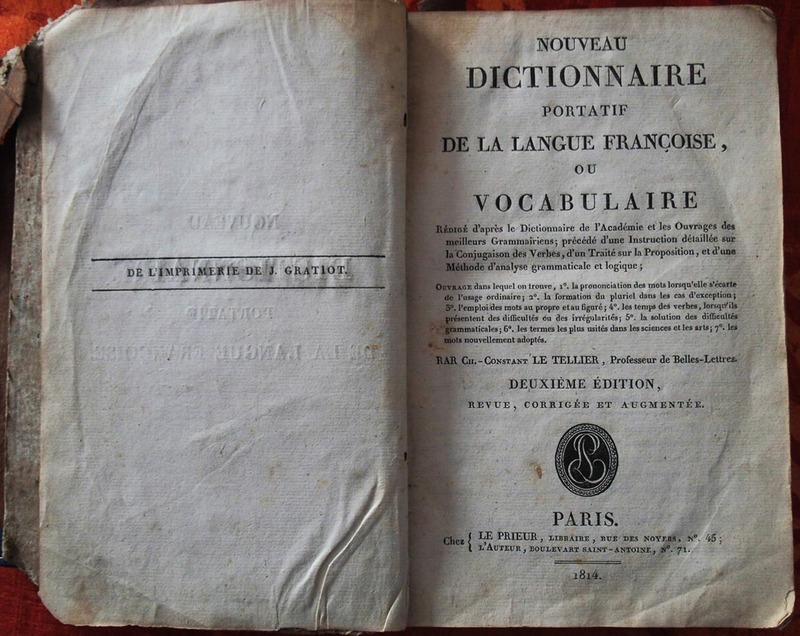 DE L'IMPRIMERIE DE J. GRATIOT.
NOUVEAU
DICTIONNAIRE
PORTATIF
DE LA LANGUE FRANÇOISE,
OU
VOCABULAIRE
RÉDIGÉ d'après le Dictionnaire de l'Académie et les Ouvrages des
meilleurs Grammairiens; précédé d'une Instruction détaillée sur
la Conjugaison des Verbes, d'un Traité sur la Proposition, et d'une
Méthode d'analyse grammaticale et logique;
OUVRAGE dans lequel on trouve, 1°. la prononciation des mots lorsqu'elle s'écarte
de l'usage ordinaire; 2°. la formation du pluriel dans les cas d'exception;
3°. l'emploi des mots au propre et au figuré; 4°. les temps des verbes, lorsqu'ils
présentent des difficultés ou des irrégularités; 5°. la solution des difficultés
grammaticales; 6°. les termes les plus usités dans les sciences et les arts; 7°. les
mots nouvellement adoptés.
PAR CH.-CONSTANT LE TELLIER, Professeur de Belles-Lettres.
DEUXIÈME ÉDITION,
REVUE, CORRIGÉE ET AUGMENTÉE.
PARIS.
Chez { LE PRIEUR, LIBRAIRE, RUE DES NOYERS, N°. 45;
L'AUTEUR, BOULEVART SAINT-ANTOINE, N°. 71.
1814.